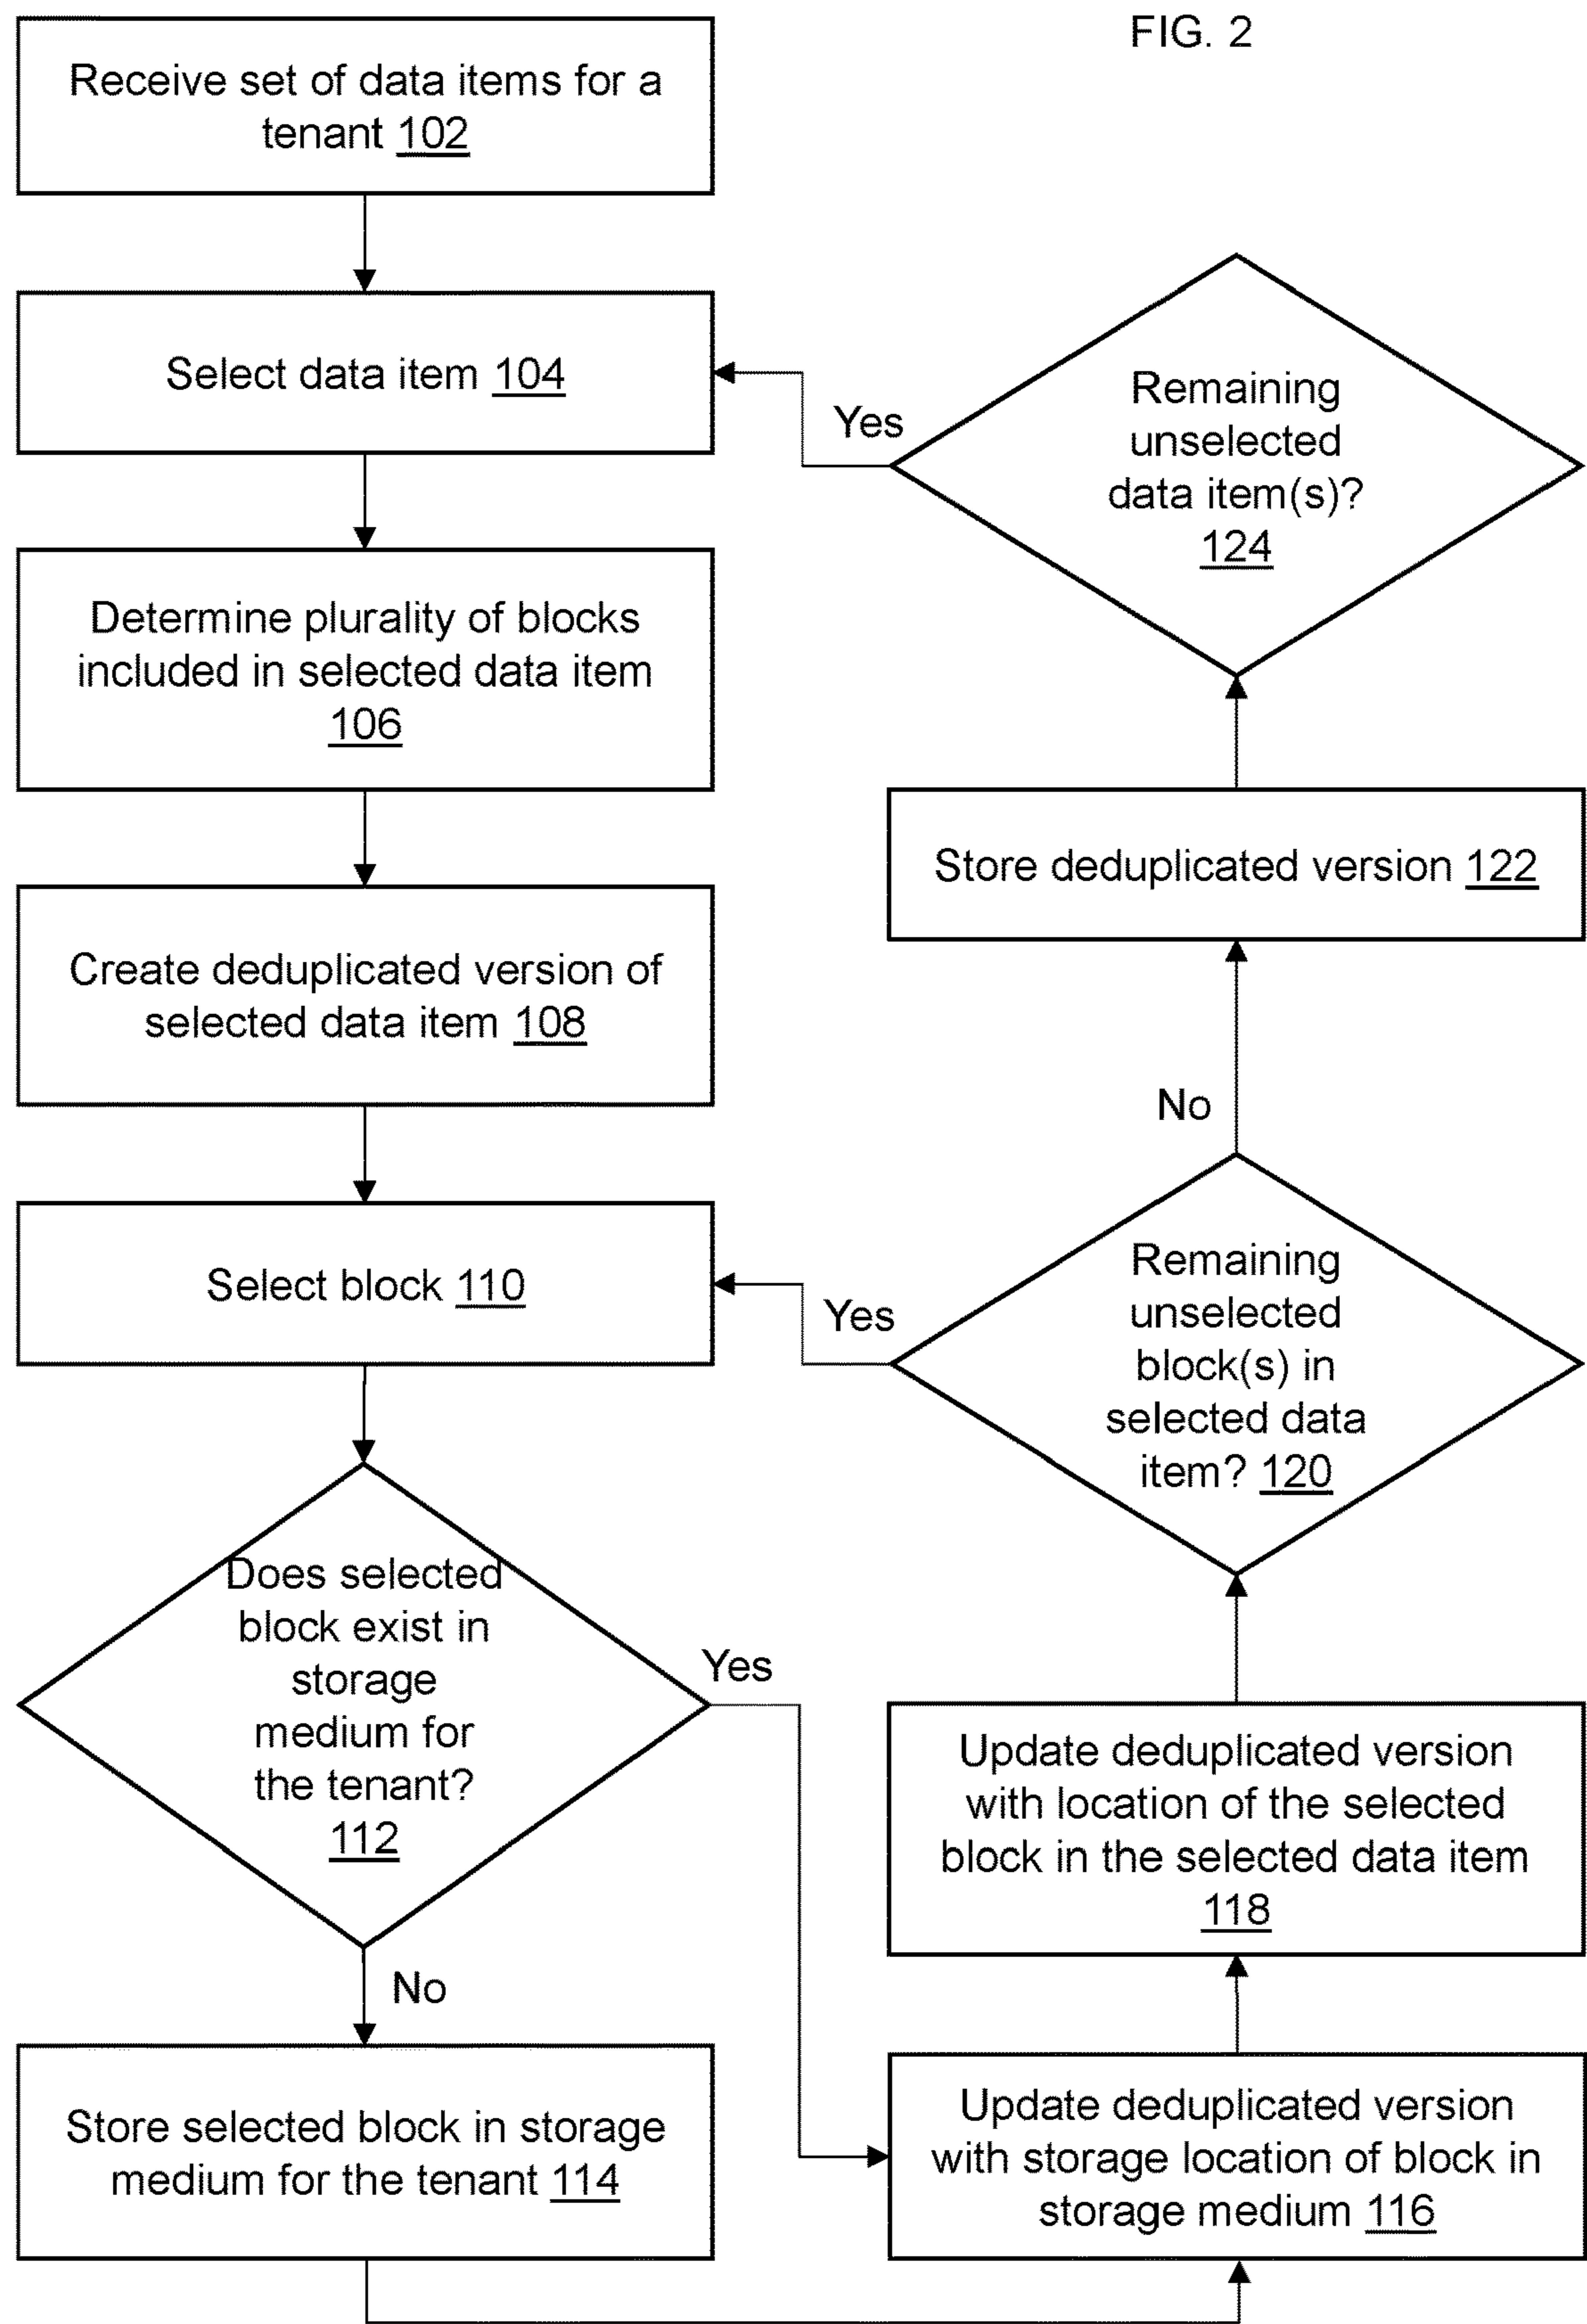 FIG. 2
Receive set of data items for a
tenant 102
Select data item 104
Determine plurality of blocks
included in selected data item
106
Create deduplicated version of
selected data item 108
Select block 110
Does selected
block exist in
storage
medium for
the tenant?
112
Yes
No
Store selected block in storage
medium for the tenant 114
Update deduplicated version
with storage location of block in
storage medium 116
Update deduplicated version
with location of the selected
block in the selected data item
118
Remaining
unselected
block(s) in
selected data
item? 120
Yes
No
Store deduplicated version 122
Remaining
unselected
data item(s)?
124
Yes